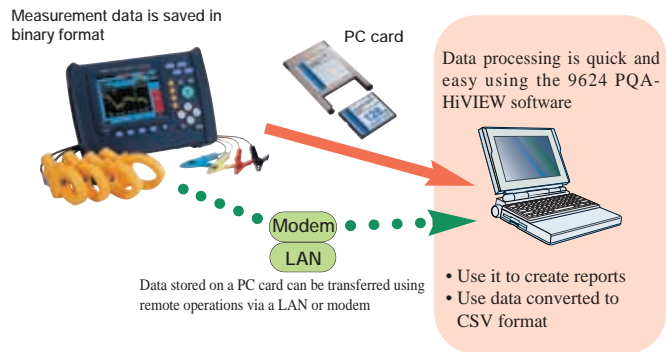 Measurement data is saved in
binary format
PC card
Data processing is quick and
easy using the 9624 PQA-
HiVIEW software
128
Modem
LAN
Data stored on a PC card can be transferred using
remote operations via a LAN or modem
• Use it to create reports
• Use data converted to
CSV format